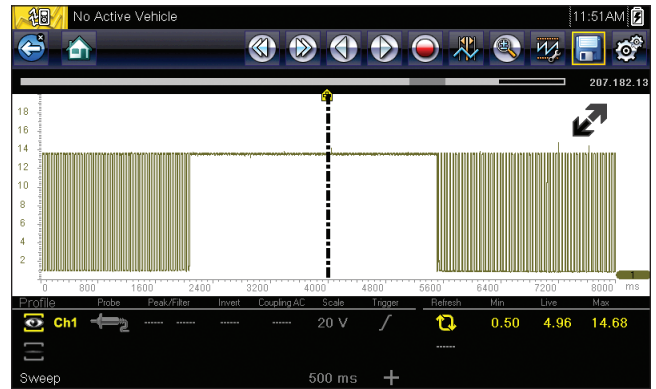 No Active Vehicle 11:51AM
207.182.13
18
16
14
12
10
8
6
4
2
0 800 1600 2400 3200 4000 4800 5600 6400 7200 8000 ms
1
Profile Probe Peak/Filter Invert Coupling AC Scale Trigger Refresh Min Live Max
Ch1 2 ------ ------ ------ ------ 20 V 0.50 4.96 14.68
------
Sweep 500 ms +